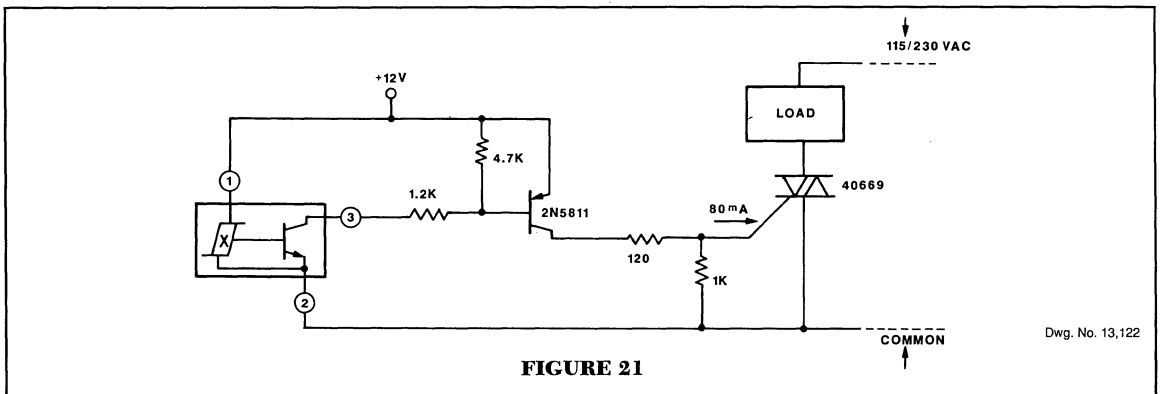 115/230 VAC
+12V
LOAD
4.7K
1
40669
1.2K
80mA
3
2N5811
X
120
1K
2
COMMON
Dwg. No. 13,122
FIGURE 21